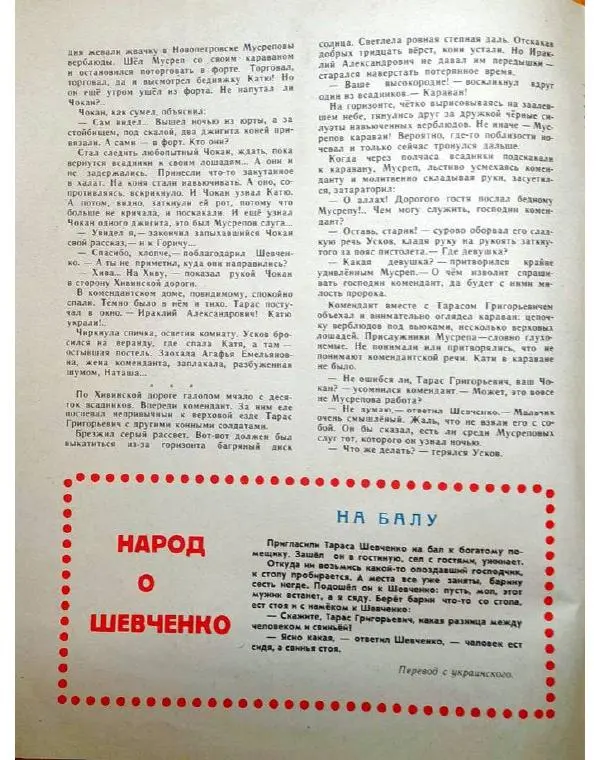 дня жевали жвачку в Новопетровске Мусреповы
верблюды. Шёл Мусреп со своим караваном
и остановился поторговать в форте. Торговал,
торговал, да и высмотрел бедняжку Катю! Но
он ещё утром ушёл из форта. Не напутал ли
Чокан?..
Чокан, как сумел, объяснил:
— Сам видел... Вышел ночью из юрты, а за
стойбищем, под скалой, два джигита коней при-
вязали. А сами — в форт. Кто они?
Стал следить любопытный Чокан, ждать, пока
вернутся всадники к своим лошадям... А они и
не задержались. Принесли что-то закутанное
в халат. На коня стали навьючивать. А оно, со-
противляясь, вскрикнуло. И Чокан узнал Катю.
А потом, видно, заткнули ей рот, потому что
больше не кричала, и поскакали. И ещё узнал
Чокан одного джигита, это был Мусрепов слуга...
— Увидел я,— закончил запыхавшийся Чокан
свой рассказ,— и к Горичу...
— Спасибо, хлопче,— поблагодарил Шевчен-
ко. — А ты не приметил, куда они направились?
— Хива... На Хиву, — показал рукой Чокан
в сторону Хивинской дороги.
В комендантском доме, повидимому, спокойно
спали. Темно было в нём и тихо. Тарас посту-
чал в окно. — Ираклий Александрович! Катю
украли!..
Чиркнула спичка, осветив комнату. Усков бро-
сился на веранду, где спала Катя, а там —
остывшая постель. Заохала Агафья Емельянов-
на, жена коменданта, заплакала, разбуженная
шумом, Наташа...
* * *
По Хивинской дороге галопом мчало с деся-
ток всадников. Впереди комендант. За ним еле
поспевал непривычный к верховой езде Тарас
Григорьевич с другими конными солдатами.
Брезжил серый рассвет. Вот-вот должен был
выкатиться из-за горизонта багряный диск
солнца. Светлела ровная степная даль. Отскакав
добрых тридцать вёрст, кони устали. Но Ирак-
лий Александрович не давал им передышки —
старался наверстать потерянное время.
— Ваше высокородие! — воскликнул вдруг
один из всадников.— Караван!
На горизонте, чётко вырисовываясь на заалев-
шем небе, тянулись друг за дружкой чёрные си-
луэты навьюченных верблюдов. Не иначе — Мус-
репов караван! Вероятно, где-то поблизости но-
чевал и только сейчас тронулся дальше.
Когда через полчаса всадники подскакали
к каравану, Мусреп, льстиво усмехаясь коменда-
нту и молитвенно складывая руки, засуетил-
ся, затараторил:
— О аллах! Дорогого гостя послал бедному
Мусрепу!.. Чем могу служить, господин комен-
дант?
— Оставь, старик! — сурово оборвал его слад-
кую речь Усков, кладя руку на рукоять заткну-
того за пояс пистолета.— Где девушка?
— Какая девушка? — притворился крайне
удивлённым Мусреп.— О чём изволит спраши-
вать господин комендант, да будет с ними ми-
лость пророка.
Комендант вместе с Тарасом Григорьевичем
объехал и внимательно оглядел караван: цепоч-
ку верблюдов под вьюками, несколько верховых
лошадей. Прислужники Мусрепа—словно глухо-
немые. Не понимали или притворялись, что не
понимают комендантской речи. Кати в караване
не было.
— Не ошибся ли, Тарас Григорьевич, ваш Чо-
кан? — усомнился комендант — Может, это вовсе
не Мусрепова работа?
— Не думаю,— ответил Шевченко.— Мальчик
очень смышлёный. Жаль, что не взяли его с со-
бой. Он бы сказал, есть ли среди Мусреповых
слуг тот, которого он узнал ночью.
— Что же делать? — терялся Усков.
НАРОД
О
ШЕВЧЕНКО
НА БАЛУ
Пригласили Тараса Шевченко на бал к богатому по-
мещику. Зашёл он в гостиную, сел с гостями, ужинает.
Откуда ни возьмись какой-то опоздавший господчик,
к столу пробирается. А места все уже заняты, барину
сесть негде. Подошёл он к Шевченко: пусть, мол, этот
мужик встанет, а я сяду. Берёт барин что-то со стола,
ест стоя и с намёком к Шевченко:
— Скажите, Тарас Григорьевич, какая разница между
человеком и свиньёй!
— Ясно какая, — ответил Шевченко, — человек ест
сидя, а свинья стоя.
Перевод с украинского.